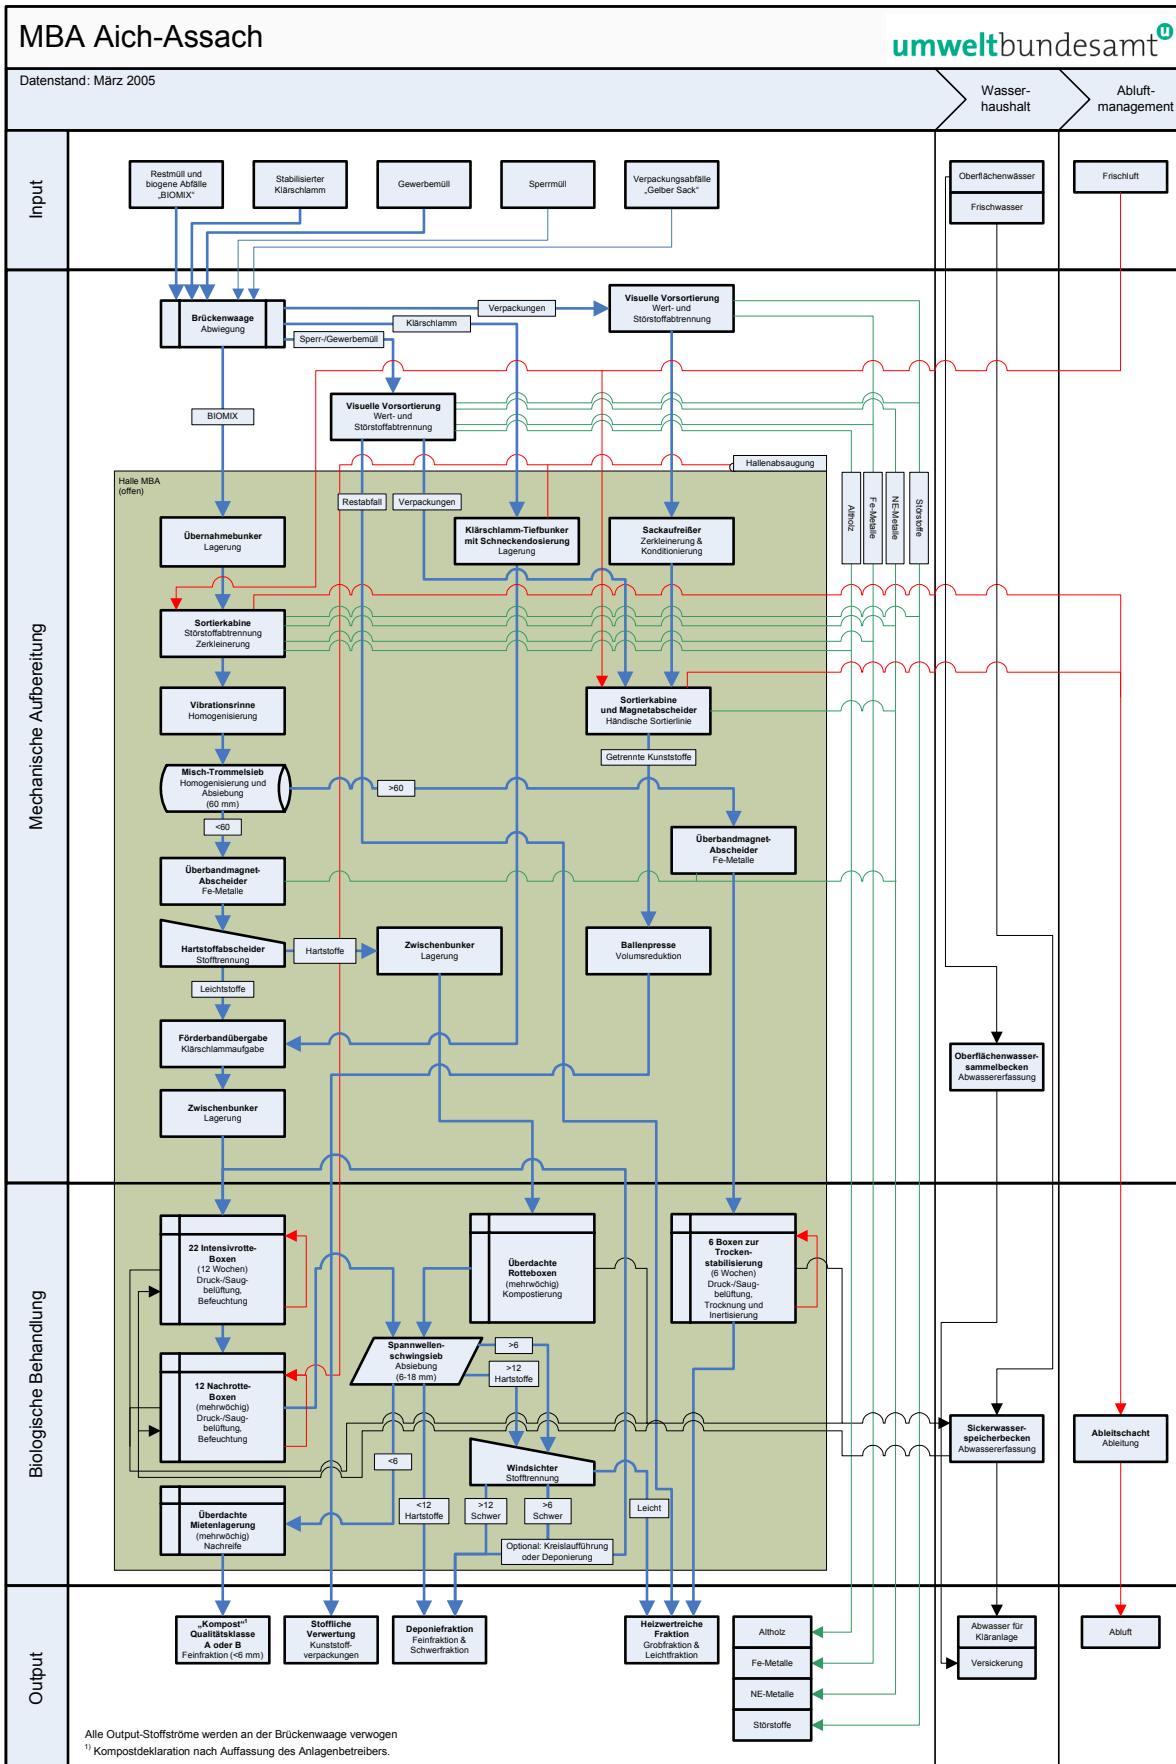 MBA Aich-Assach
umweltbundesamt
u
Datenstand: März 2005
Wasser-
haushalt
Abluft-
management
Input
Restmüll und
biogene Abfälle
„BIOMIX“
Stabilisierter
Klärschlamm
Gewerbemüll
Sperrmüll
Verpackungsabfälle
„Gelber Sack“
Oberflächenwässer
Frischwasser
Frischluft
Mechanische Aufbereitung
Brückenwaage
Abwiegung
Verpackungen
Klärschlamm
Sperr-/Gewerbemüll
Visuelle Vorsortierung
Wert- und
Störstoffabtrennung
BIOMIX
Visuelle Vorsortierung
Wert- und
Störstoffabtrennung
Hallenabsaugung
Halle MBA
(offen)
Restabfall
Verpackungen
Altholz
Fe-Metalle
NE-Metalle
Störstoffe
Übernahmebunker
Lagerung
Klärschlamm-Tiefbunker
mit Schneckendosierung
Lagerung
Sackaufreißer
Zerkleinerung &
Konditionierung
Sortierkabine
Störstoffabtrennung
Zerkleinerung
Vibrationsrinne
Homogenisierung
Sortierkabine
und Magnetabscheider
Händische Sortierlinie
Getrennte Kunststoffe
Misch-Trommelsieb
Homogenisierung und
Absiebung
(60 mm)
>60
<60
Überbandmagnet-
Abscheider
Fe-Metalle
Überbandmagnet-
Abscheider
Fe-Metalle
Hartstoffabscheider
Stofftrennung
Hartstoffe
Zwischenbunker
Lagerung
Ballenpresse
Volumsreduktion
Leichtstoffe
Förderbandübergabe
Klärschlammaufgabe
Oberflächenwasser-
sammelbecken
Abwassererfassung
Zwischenbunker
Lagerung
Biologische Behandlung
22 Intensivrotte-
Boxen
(12 Wochen)
Druck-/Saug-
belüftung,
Befeuchtung
Überdachte
Rotteboxen
(mehrwöchig)
Kompostierung
6 Boxen zur
Trocken-
stabilisierung
(6 Wochen)
Druck-/Saug-
belüftung,
Trocknung und
Inertisierung
Spannwellen-
schwingsieb
Absiebung
(6-18 mm)
>6
>12
Hartstoffe
12 Nachrotte-
Boxen
(mehrwöchig)
Druck-/Saug-
belüftung,
Befeuchtung
Sickerwasser-
speicherbecken
Abwassererfassung
Ableitschacht
Ableitung
<6
Windsichter
Stofftrennung
Überdachte
Mietenlagerung
(mehrwöchig)
Nachreife
<12
Hartstoffe
>12
Schwer
>6
Schwer
Leicht
Optional: Kreislaufführung
oder Deponierung
Output
„Kompost“1)
Qualitätsklasse
A oder B
Feinfraktion (<6 mm)
Stoffliche
Verwertung
Kunststoff-
verpackungen
Deponiefraktion
Feinfraktion &
Schwerfraktion
Heizwertreiche
Fraktion
Grobfraktion &
Leichtfraktion
Altholz
Fe-Metalle
NE-Metalle
Störstoffe
Abwasser für
Kläranlage
Versickerung
Abluft
Alle Output-Stoffströme werden an der Brückenwaage verwogen
1) Kompostdeklaration nach Auffassung des Anlagenbetreibers.